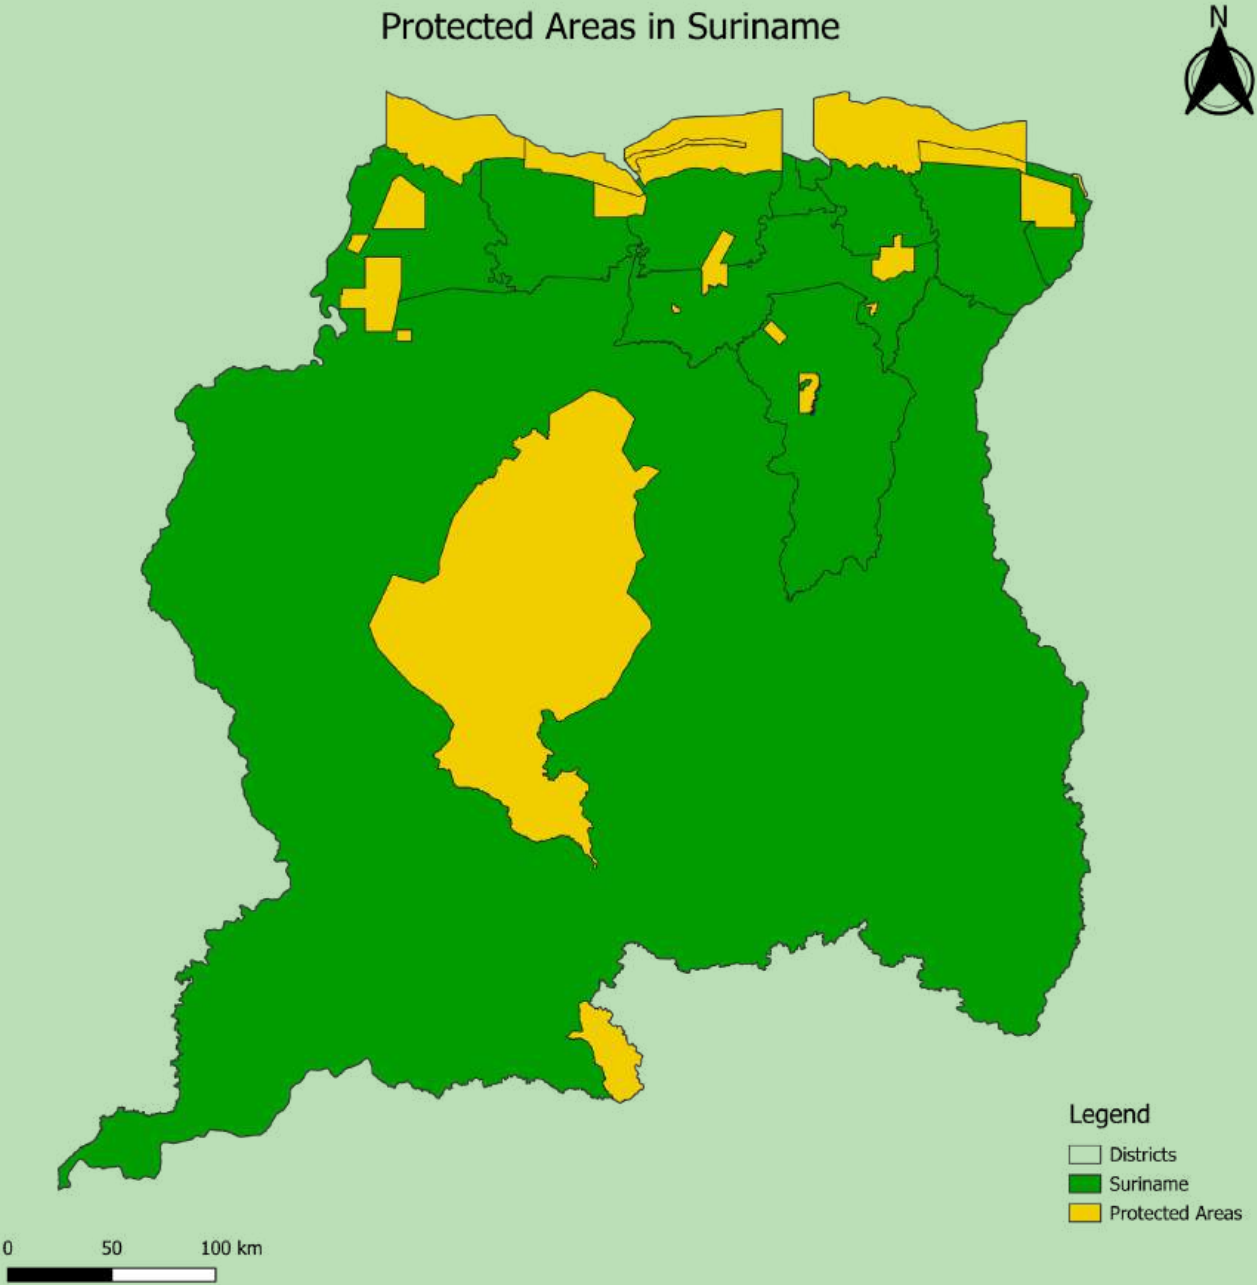 Protected Areas in Suriname
N
Legend
Districts
Suriname
Protected Areas
0 50 100 km